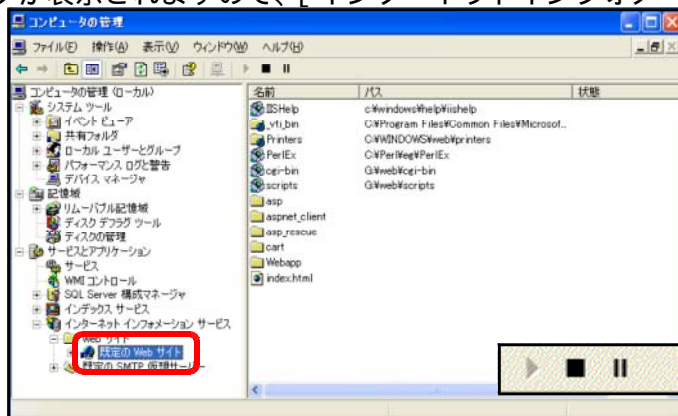 が表示されますので、[ インターネットインフォ
コンピュータの管理
ファイル(F) 操作(A) 表示(V) ウィンドウ(W) ヘルプ(H)
コンピュータの管理 (ローカル)
システム ツール
イベント ビューア
共有フォルダ
ローカル ユーザーとグループ
パフォーマンス ログと警告
デバイス マネージャ
記憶域
リムーバブル記憶域
ディスク デフラグ ツール
ディスクの管理
サービスとアプリケーション
サービス
WMI コントロール
SQL Server 構成マネージャ
インデックス サービス
インターネット インフォメーション サービス
Web サイト
既定の Web サイト
既定の SMTP 仮想サーバー
名前 パス 状態
IISHelp c:¥windows¥help¥iishelp
_vti_bin C:¥Program Files¥Common Files¥Microsof...
Printers C:¥WINDOWS¥web¥printers
PerlEx C:¥Perl¥eg¥PerlEx
cgi-bin G:¥web¥cgi-bin
scripts G:¥web¥scripts
asp
aspnet_client
asp_rescue
cart
Webapp
index.html